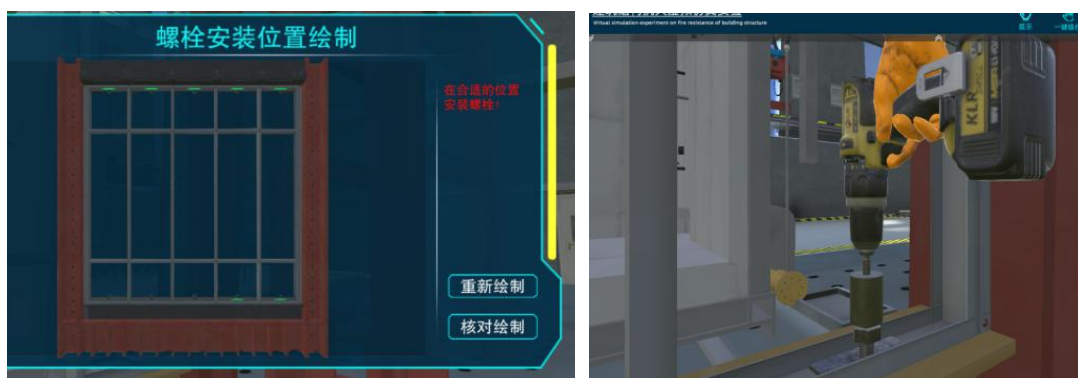 螺栓安装位置绘制
在合适的位置
安装螺栓！
重新绘制
核对绘制
Virtual simulation experiment on fire resistance of building structure
提示
KLR